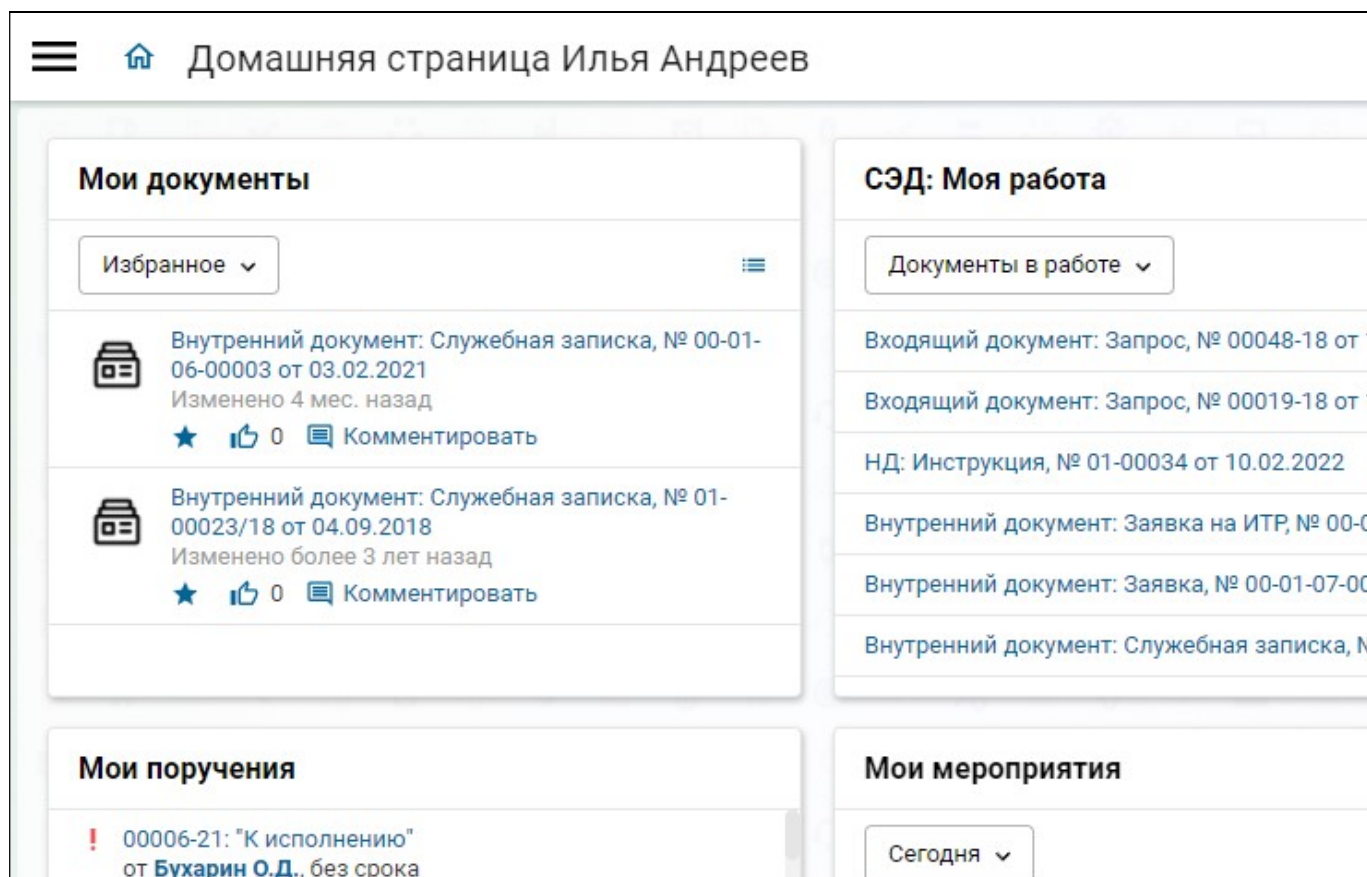 Домашняя страница Илья Андреев
Мои документы
Избранное
Внутренний документ: Служебная записка, № 00-01-
06-00003 от 03.02.2021
Изменено 4 мес. назад
0 Комментировать
Внутренний документ: Служебная записка, № 01-
00023/18 от 04.09.2018
Изменено более 3 лет назад
0 Комментировать
СЭД: Моя работа
Документы в работе
Входящий документ: Запрос, № 00048-18 от
Входящий документ: Запрос, № 00019-18 от
НД: Инструкция, № 01-00034 от 10.02.2022
Внутренний документ: Заявка на ИТР, № 00-0
Внутренний документ: Заявка, № 00-01-07-00
Внутренний документ: Служебная записка,
Мои поручения
! 00006-21: "К исполнению"
от Бухарин О.Д., без срока
Мои мероприятия
Сегодня